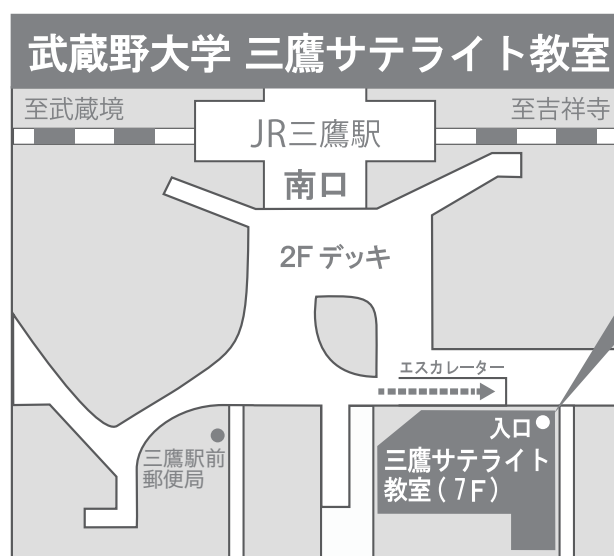 武蔵野大学 三鷹サテライト教室
至武蔵境
至吉祥寺
JR三鷹駅
南口
2F デッキ
エスカレーター
入口
三鷹サテライト
教室(7F)
三鷹駅前
郵便局